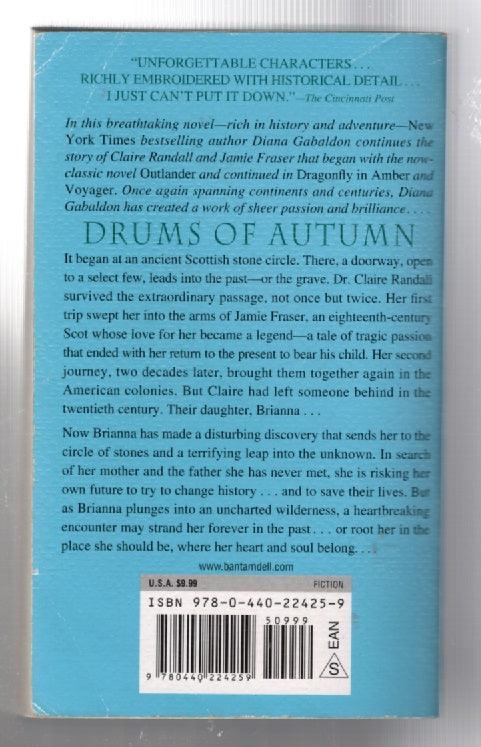 “UNFORGETTABLE CHARACTERS...
RICHLY EMBROIDERED WITH HISTORICAL DETAIL...
I JUST CAN'T PUT IT DOWN.”—The Cincinnati Post
In this breathtaking novel—rich in history and adventure—New
York Times bestselling author Diana Gabaldon continues the
story of Claire Randall and Jamie Fraser that began with the now-
classic novel Outlander and continued in Dragonfly in Amber and
Voyager. Once again spanning continents and centuries, Diana
Gabaldon has created a work of sheer passion and brilliance....
DRUMS OF AUTUMN
It began at an ancient Scottish stone circle. There, a doorway, open
to a select few, leads into the past—or the grave. Dr. Claire Randall
survived the extraordinary passage, not once but twice. Her first
trip swept her into the arms of Jamie Fraser, an eighteenth-century
Scot whose love for her became a legend—a tale of tragic passion
that ended with her return to the present to bear his child. Her second
journey, two decades later, brought them together again in the
American colonies. But Claire had left someone behind in the
twentieth century. Their daughter, Brianna ...
Now Brianna has made a disturbing discovery that sends her to the
circle of stones and a terrifying leap into the unknown. In search
of her mother and the father she has never met, she is risking her
own future to try to change history ... and to save their lives. But
as Brianna plunges into an uncharted wilderness, a heartbreaking
encounter may strand her forever in the past... or root her in the
place she should be, where her heart and soul belong....
www.bantamdell.com
U.S.A. $9.99 FICTION
ISBN 978-0-440-22425-9
50999
9 780440 224259
S EAN